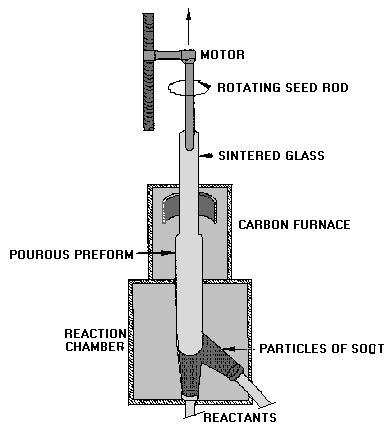 MOTOR
ROTATING SEED ROD
SINTERED GLASS
CARBON FURNACE
POUROUS PREFORM
REACTION
CHAMBER
PARTICLES OF SOOT
REACTANTS